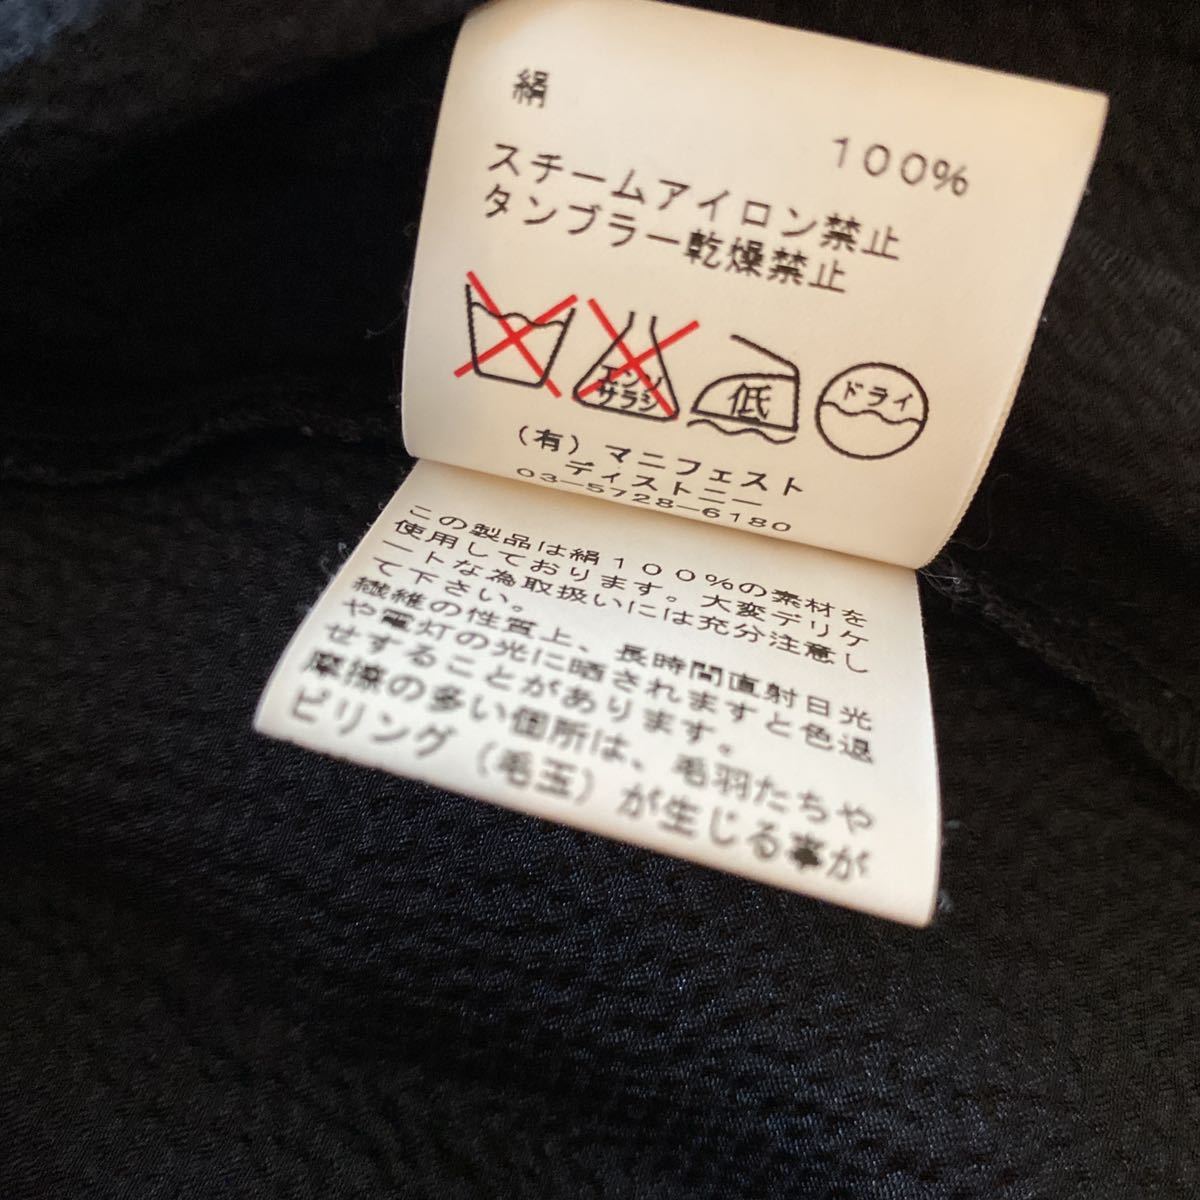 絹
100%
スチームアイロン禁止
タンブラー乾燥禁止
エンソ
サラシ
低
ドライ
(有) マニフェスト
ディストニー
03-5728-6180
この製品は絹100%の素材を
使用しております。大変デリケ
ートな為取扱いには充分注意し
て下さい。
繊維の性質上、長時間直射日光
や電灯の光に晒されますと色退
せすることがあります。
摩擦の多い個所は、毛羽たちや
ピリング(毛玉)が生じる事が